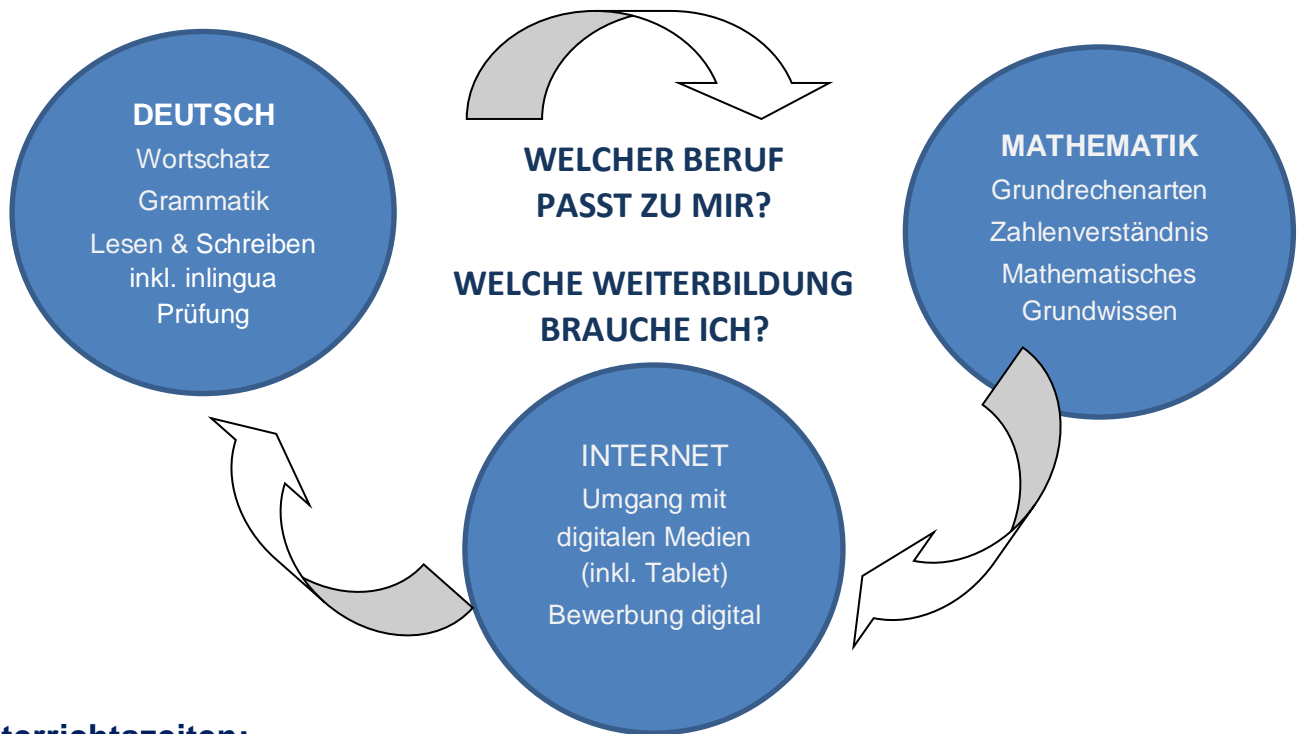 DEUTSCH
Wortschatz
Grammatik
Lesen & Schreiben
inkl. inlingua
Prüfung
WELCHER BERUF
PASST ZU MIR?
WELCHE WEITERBILDUNG
BRAUCHE ICH?
MATHEMATIK
Grundrechenarten
Zahlenverständnis
Mathematisches
Grundwissen
INTERNET
Umgang mit
digitalen Medien
(inkl. Tablet)
Bewerbung digital